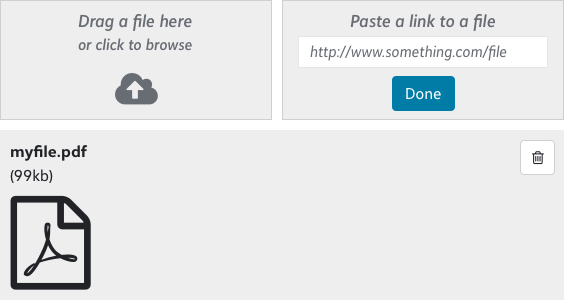 Drag a file here
or click to browse
Paste a link to a file
http://www.something.com/file
Done
myfile.pdf
(99kb)